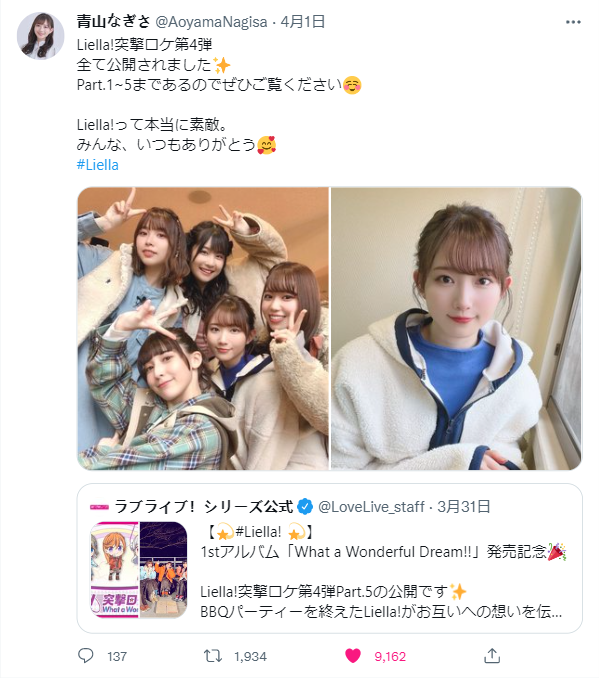 青山なぎさ @AoyamaNagisa · 4月1日
Liella!突撃ロケ第4弾
全て公開されました✨
Part.1~5まであるのでぜひご覧ください☺️
Liella!って本当に素敵。
みんな、いつもありがとう🥰
#Liella
ラブライブ！シリーズ公式 @LoveLive_staff · 3月31日
【💫#Liella! 💫】
1stアルバム「What a Wonderful Dream!!」発売記念🎉
Liella!突撃ロケ第4弾Part.5の公開です✨
BBQパーティーを終えたLiella!がお互いへの想いを伝...
突撃ロ
What a Wo
137 1,934 9,162